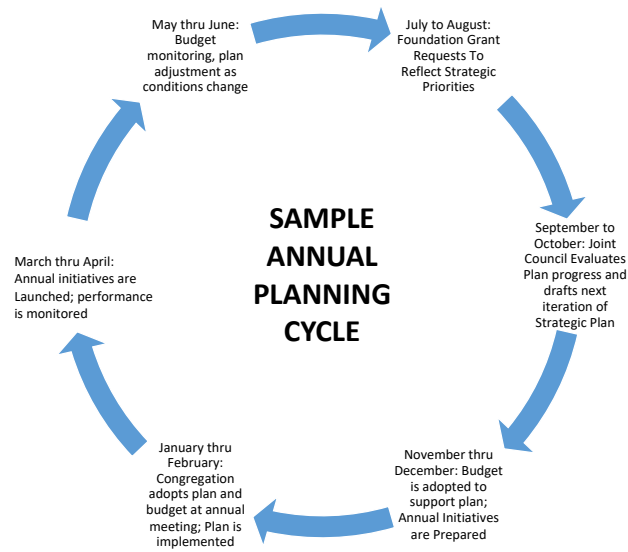 May thru June:
Budget
monitoring, plan
adjustment as
conditions change
July to August:
Foundation Grant
Requests To
Reflect Strategic
Priorities
September to
October: Joint
Council Evaluates
Plan progress and
drafts next
iteration of
Strategic Plan
November thru
December: Budget
is adopted to
support plan;
Annual Initiatives
are Prepared
January thru
February:
Congregation
adopts plan and
budget at annual
meeting; Plan is
implemented
March thru April:
Annual initiatives are
Launched; performance
is monitored
SAMPLE
ANNUAL
PLANNING
CYCLE